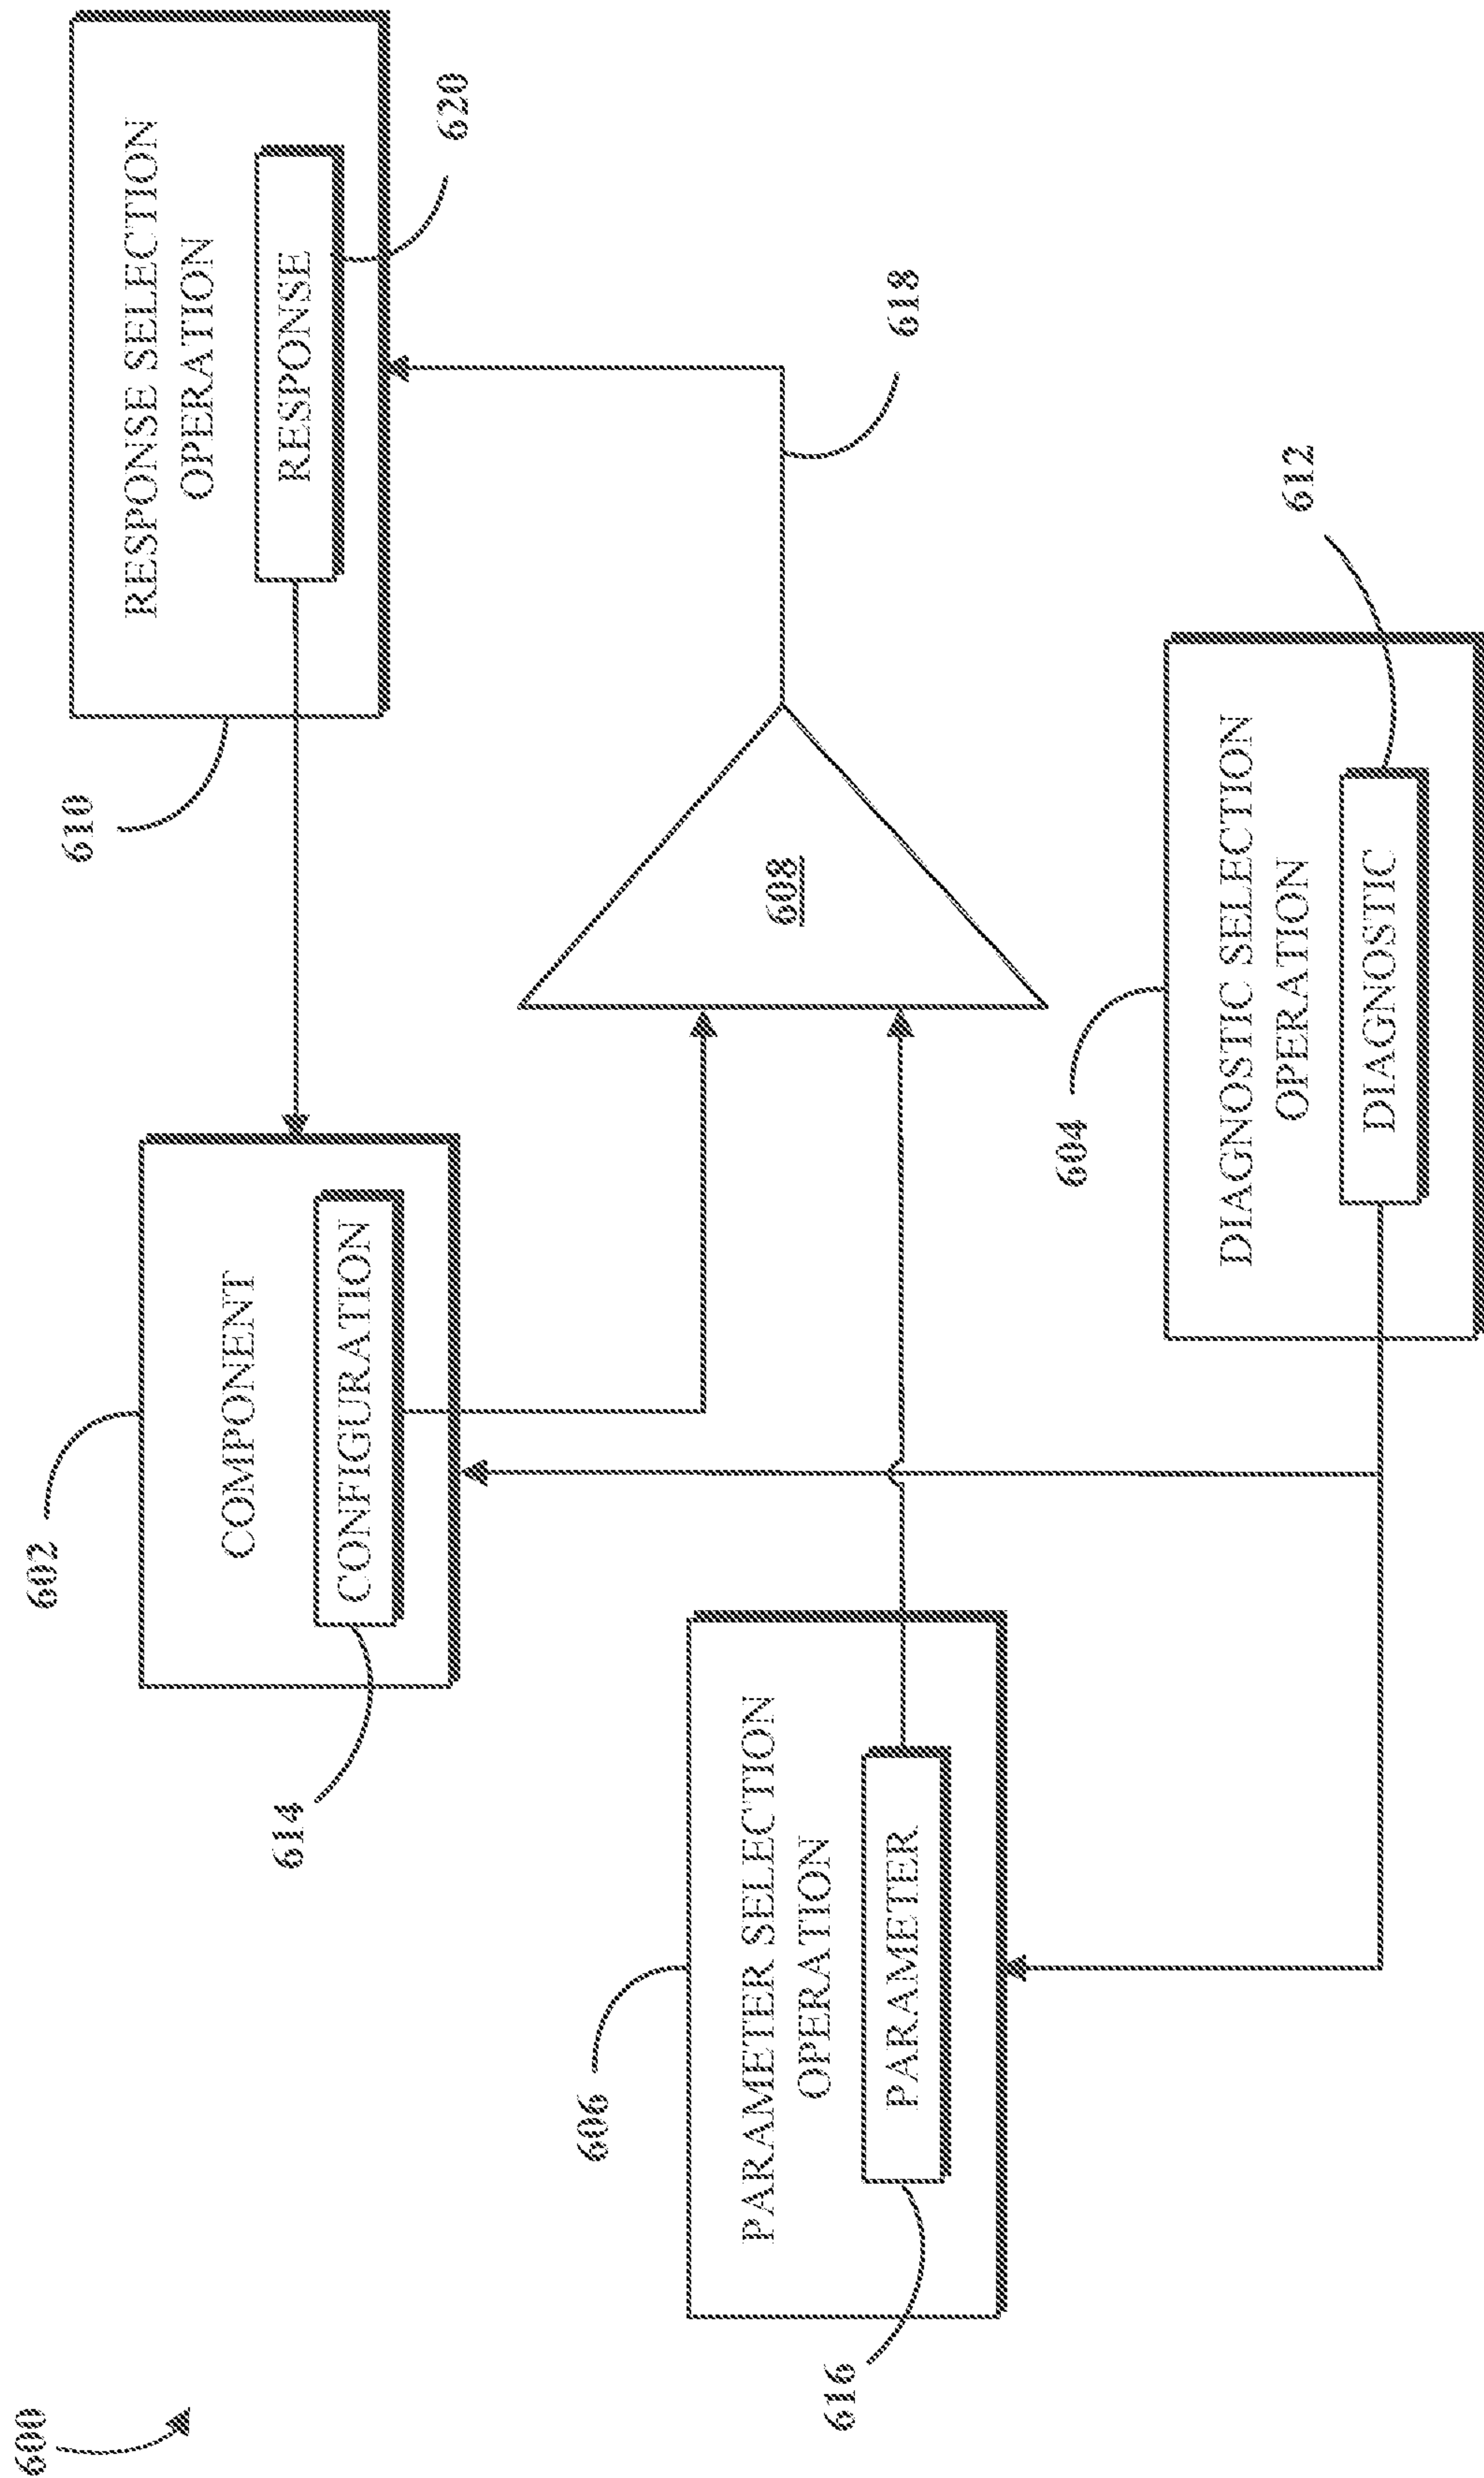 600
602
COMPONENT
CONFIGURATION
614
610
RESPONSE SELECTION
OPERATION
RESPONSE
620
606
PARAMETER SELECTION
OPERATION
PARAMETER
616
608
618
604
DIAGNOSTIC SELECTION
OPERATION
DIAGNOSTIC
612